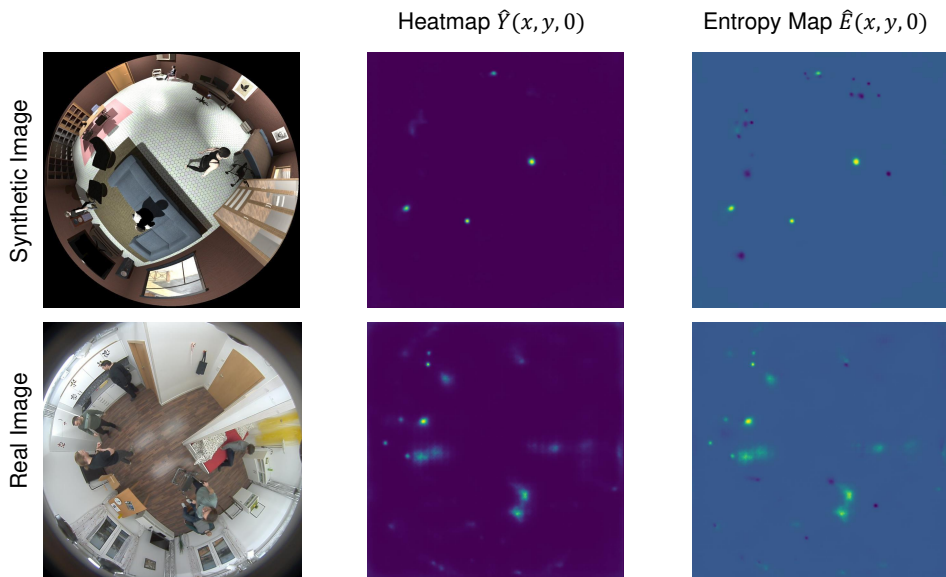 Heatmap Ŷ(x, y, 0)
Entropy Map Ê(x, y, 0)
Synthetic Image
Real Image